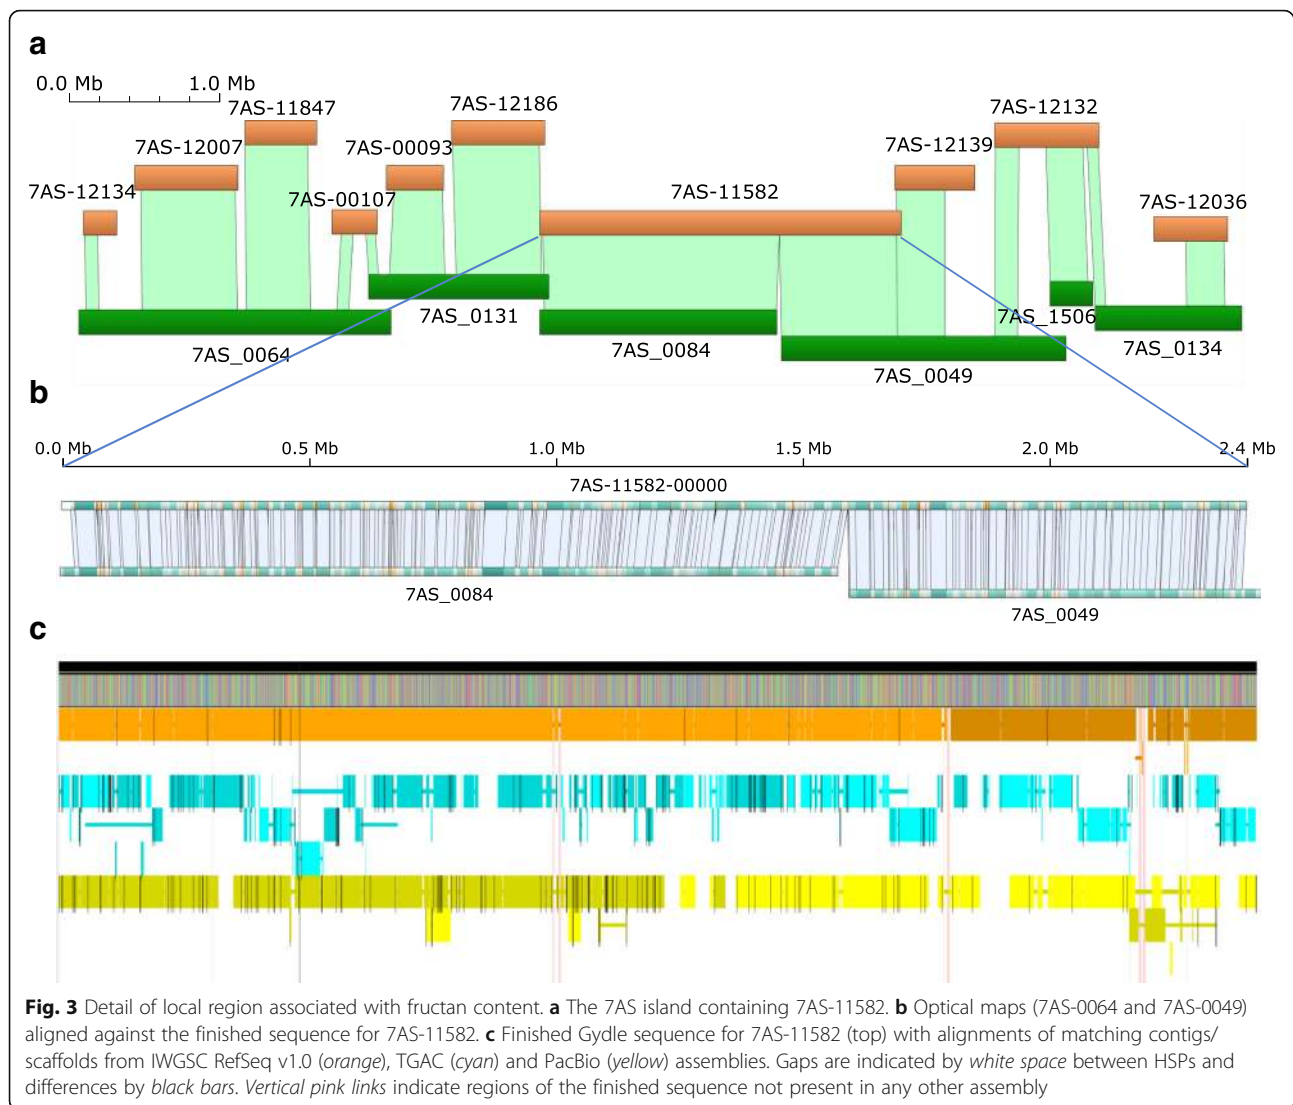 a
0.0 Mb 1.0 Mb
7AS-11847
7AS-12186
7AS-12132
7AS-12007
7AS-00093
7AS-12139
7AS-12134
7AS-00107
7AS-11582
7AS-12036
7AS_0131
7AS_1506
7AS_0064
7AS_0084
7AS_0134
7AS_0049
b
0.0 Mb 0.5 Mb 1.0 Mb 1.5 Mb 2.0 Mb 2.4 Mb
7AS-11582-00000
7AS_0084
7AS_0049
c
Fig. 3 Detail of local region associated with fructan content. a The 7AS island containing 7AS-11582. b Optical maps (7AS-0064 and 7AS-0049)
aligned against the finished sequence for 7AS-11582. c Finished Gydle sequence for 7AS-11582 (top) with alignments of matching contigs/
scaffolds from IWGSC RefSeq v1.0 (orange), TGAC (cyan) and PacBio (yellow) assemblies. Gaps are indicated by white space between HSPs and
differences by black bars. Vertical pink links indicate regions of the finished sequence not present in any other assembly